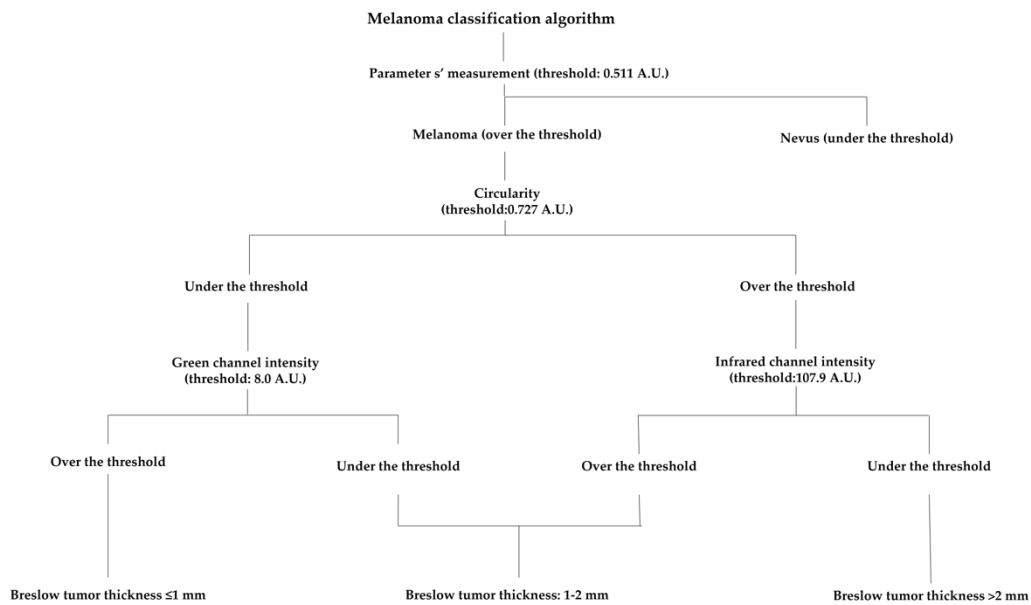 Melanoma classification algorithm
Parameter s’ measurement (threshold: 0.511 A.U.)
Melanoma (over the threshold)
Nevus (under the threshold)
Circularity
(threshold:0.727 A.U.)
Under the threshold
Over the threshold
Green channel intensity
(threshold: 8.0 A.U.)
Infrared channel intensity
(threshold:107.9 A.U.)
Over the threshold
Under the threshold
Over the threshold
Under the threshold
Breslow tumor thickness ≤1 mm
Breslow tumor thickness: 1-2 mm
Breslow tumor thickness >2 mm